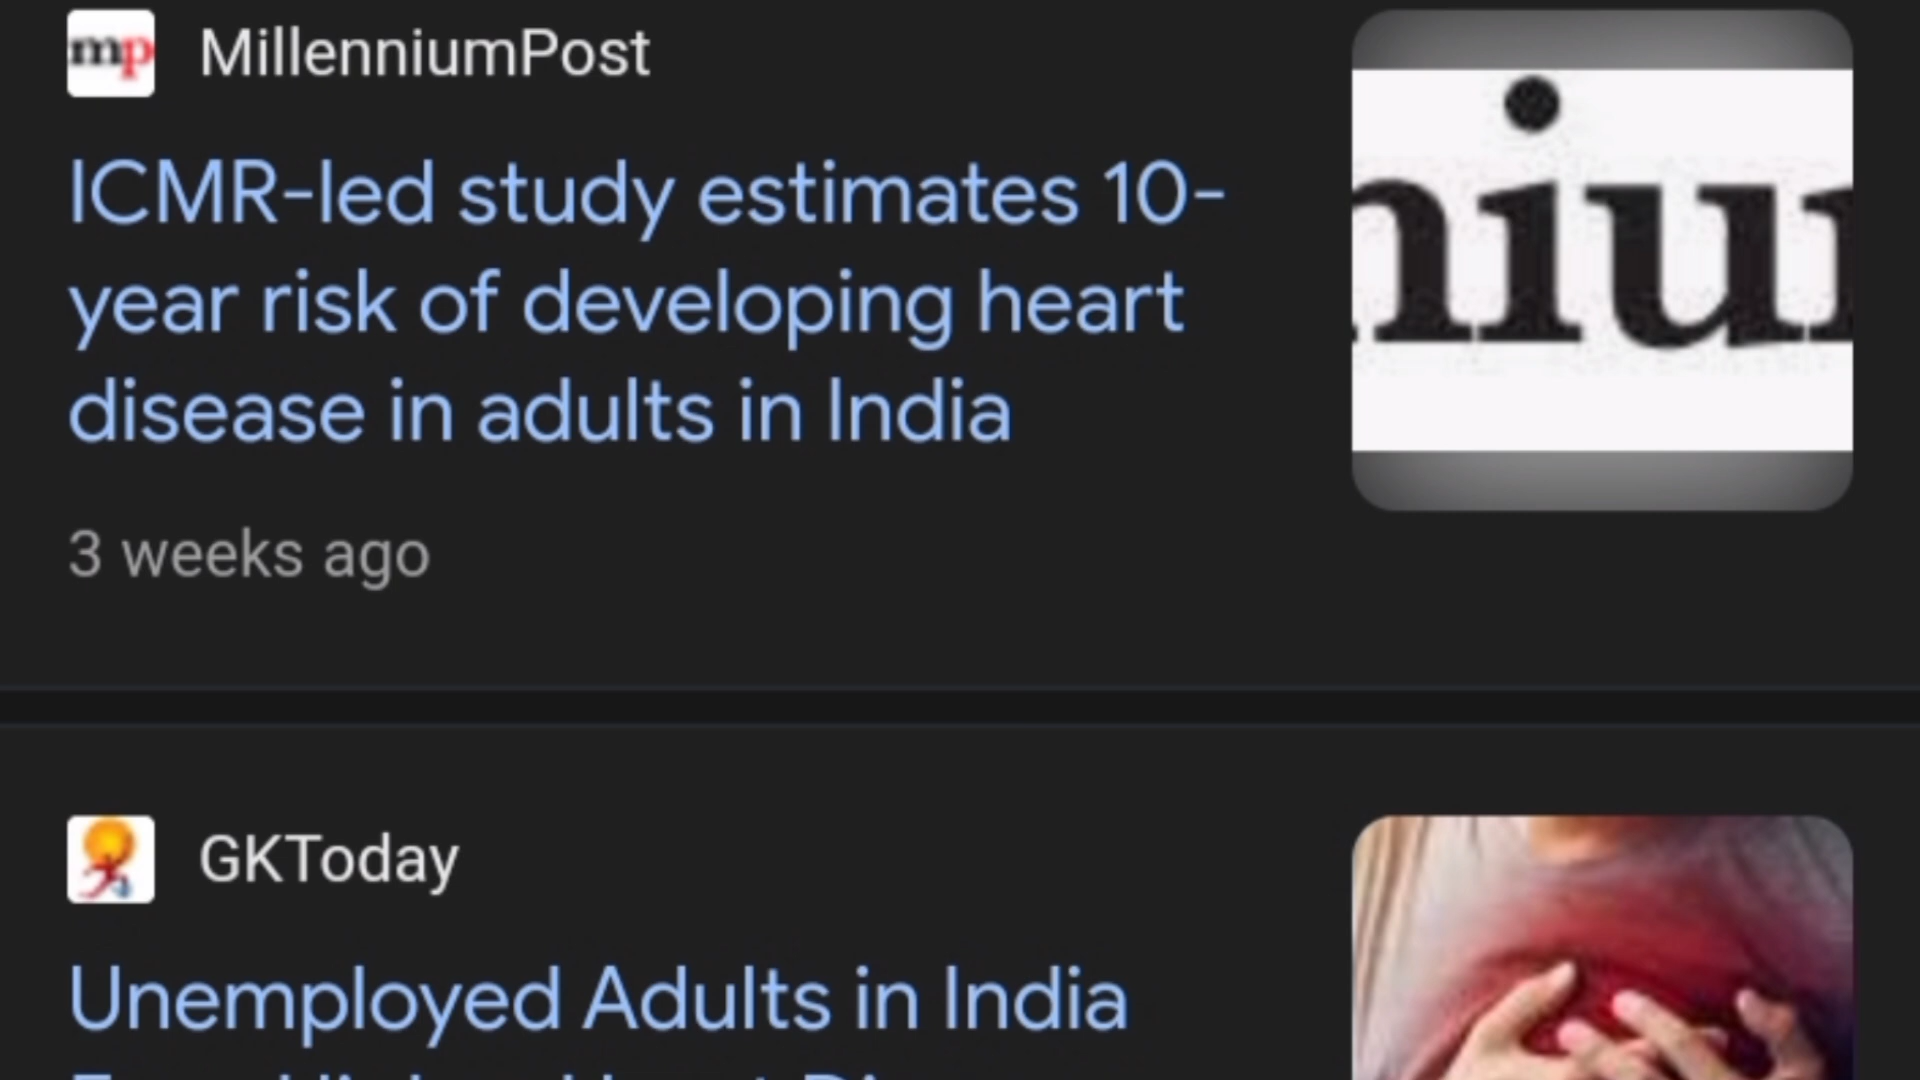 mp MillenniumPost
ICMR-led study estimates 10-
year risk of developing heart
disease in adults in India
3 weeks ago
nium
GKToday
Unemployed Adults in India